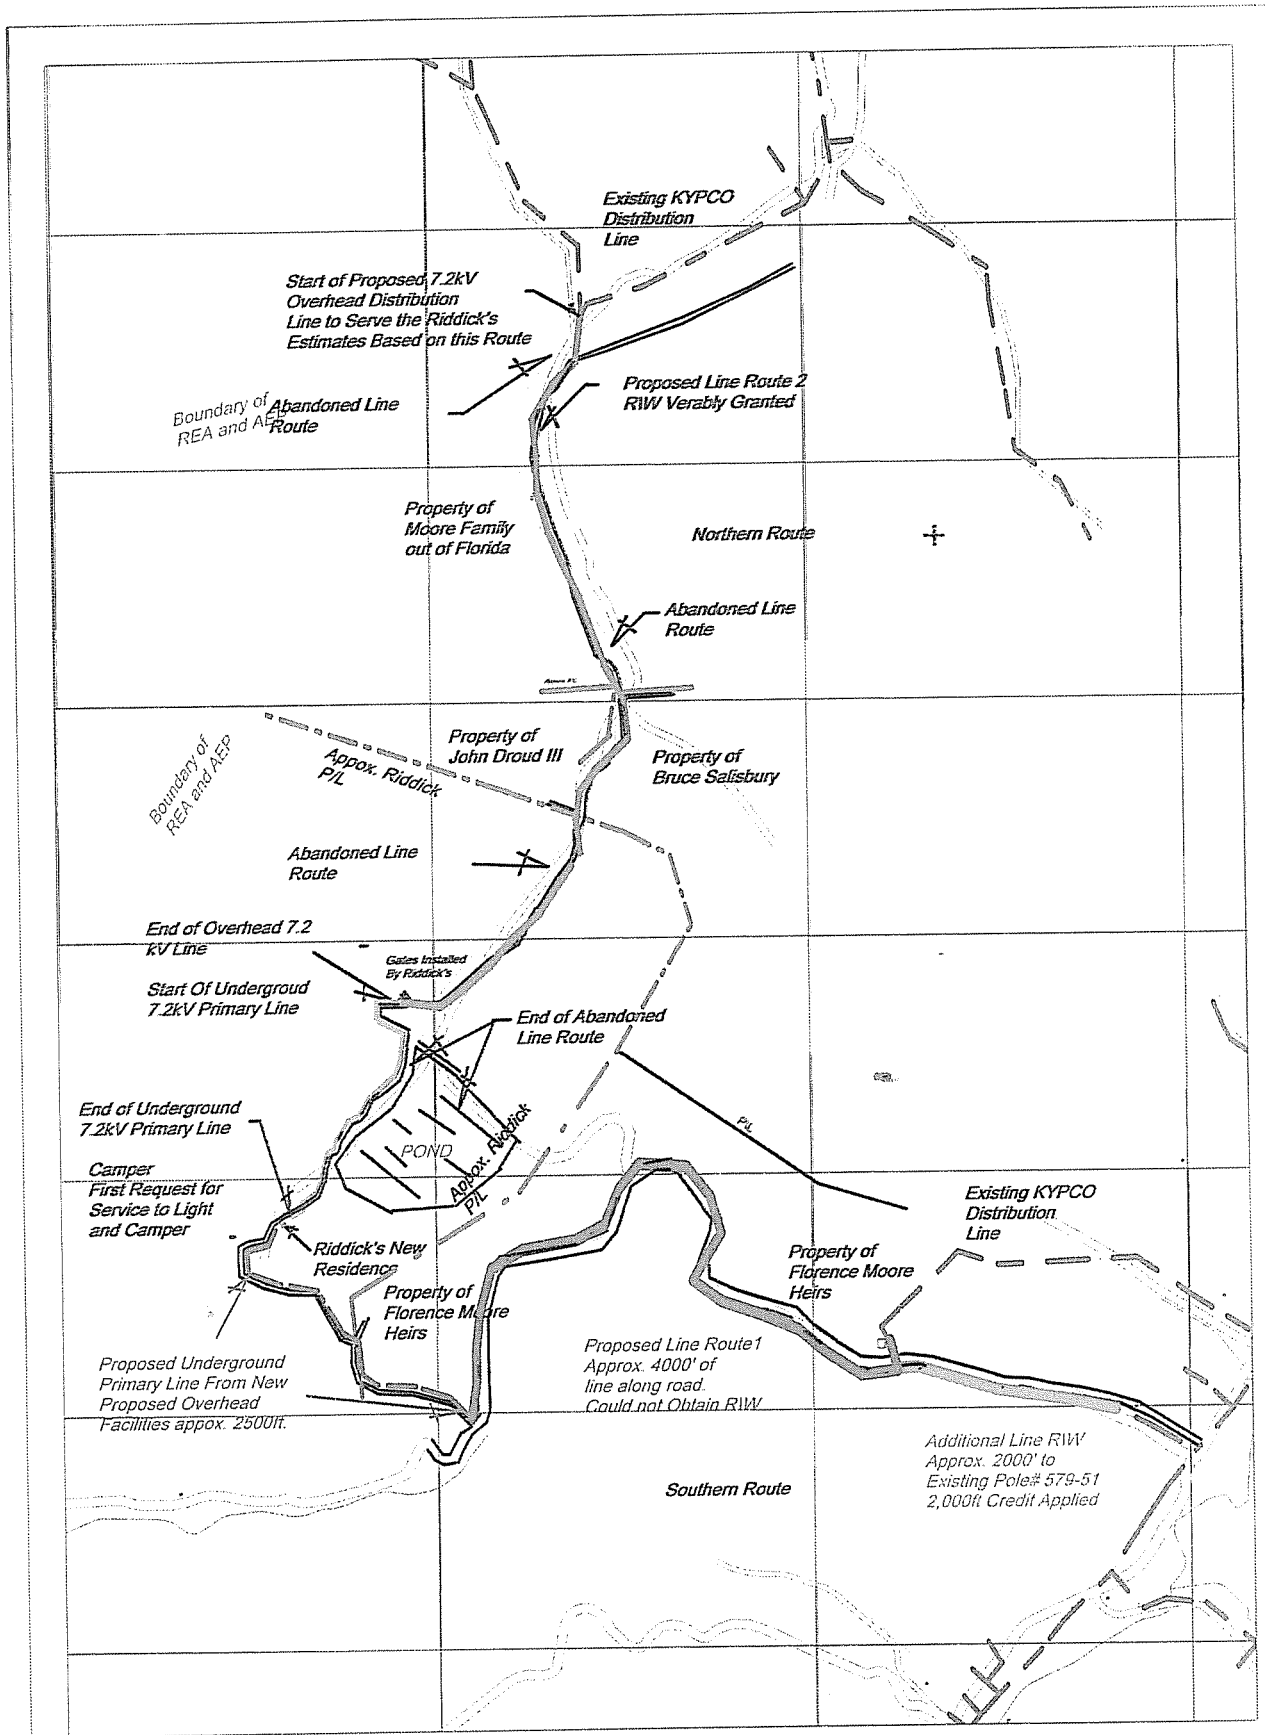 Existing KYPCO
Distribution
Line
Start of Proposed 7.2kV
Overhead Distribution
Line to Serve the Riddick's
Estimates Based on this Route
Proposed Line Route 2
RIW Verably Granted
Boundary of
REA and AEP
Abandoned Line
Route
Property of
Moore Family
out of Florida
Northern Route
Abandoned Line
Route
Property of
John Droud III
Property of
Bruce Salisbury
Boundary of
REA and AEP
Appox. Riddick
P/L
Abandoned Line
Route
End of Overhead 7.2
kV Line
Gates Installed
By Riddick's
Start Of Undergroud
7.2kV Primary Line
End of Abandoned
Line Route
End of Underground
7.2kV Primary Line
POND
Appox. Riddick
P/L
P/L
Camper
First Request for
Service to Light
and Camper
Existing KYPCO
Distribution
Line
Riddick's New
Residence
Property of
Florence Moore
Heirs
Property of
Florence Moore
Heirs
Proposed Underground
Primary Line From New
Proposed Overhead
Facilities appox. 2500ft.
Proposed Line Route1
Approx. 4000' of
line along road.
Could not Obtain RIW
Additional Line RIW
Approx. 2000' to
Existing Pole# 579-51
2,000ft Credit Applied
Southern Route